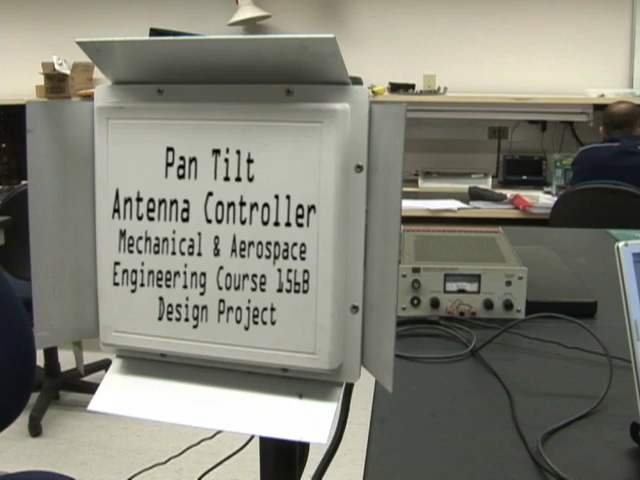 Pan Tilt
Antenna Controller
Mechanical & Aerospace
Engineering Course 156B
Design Project